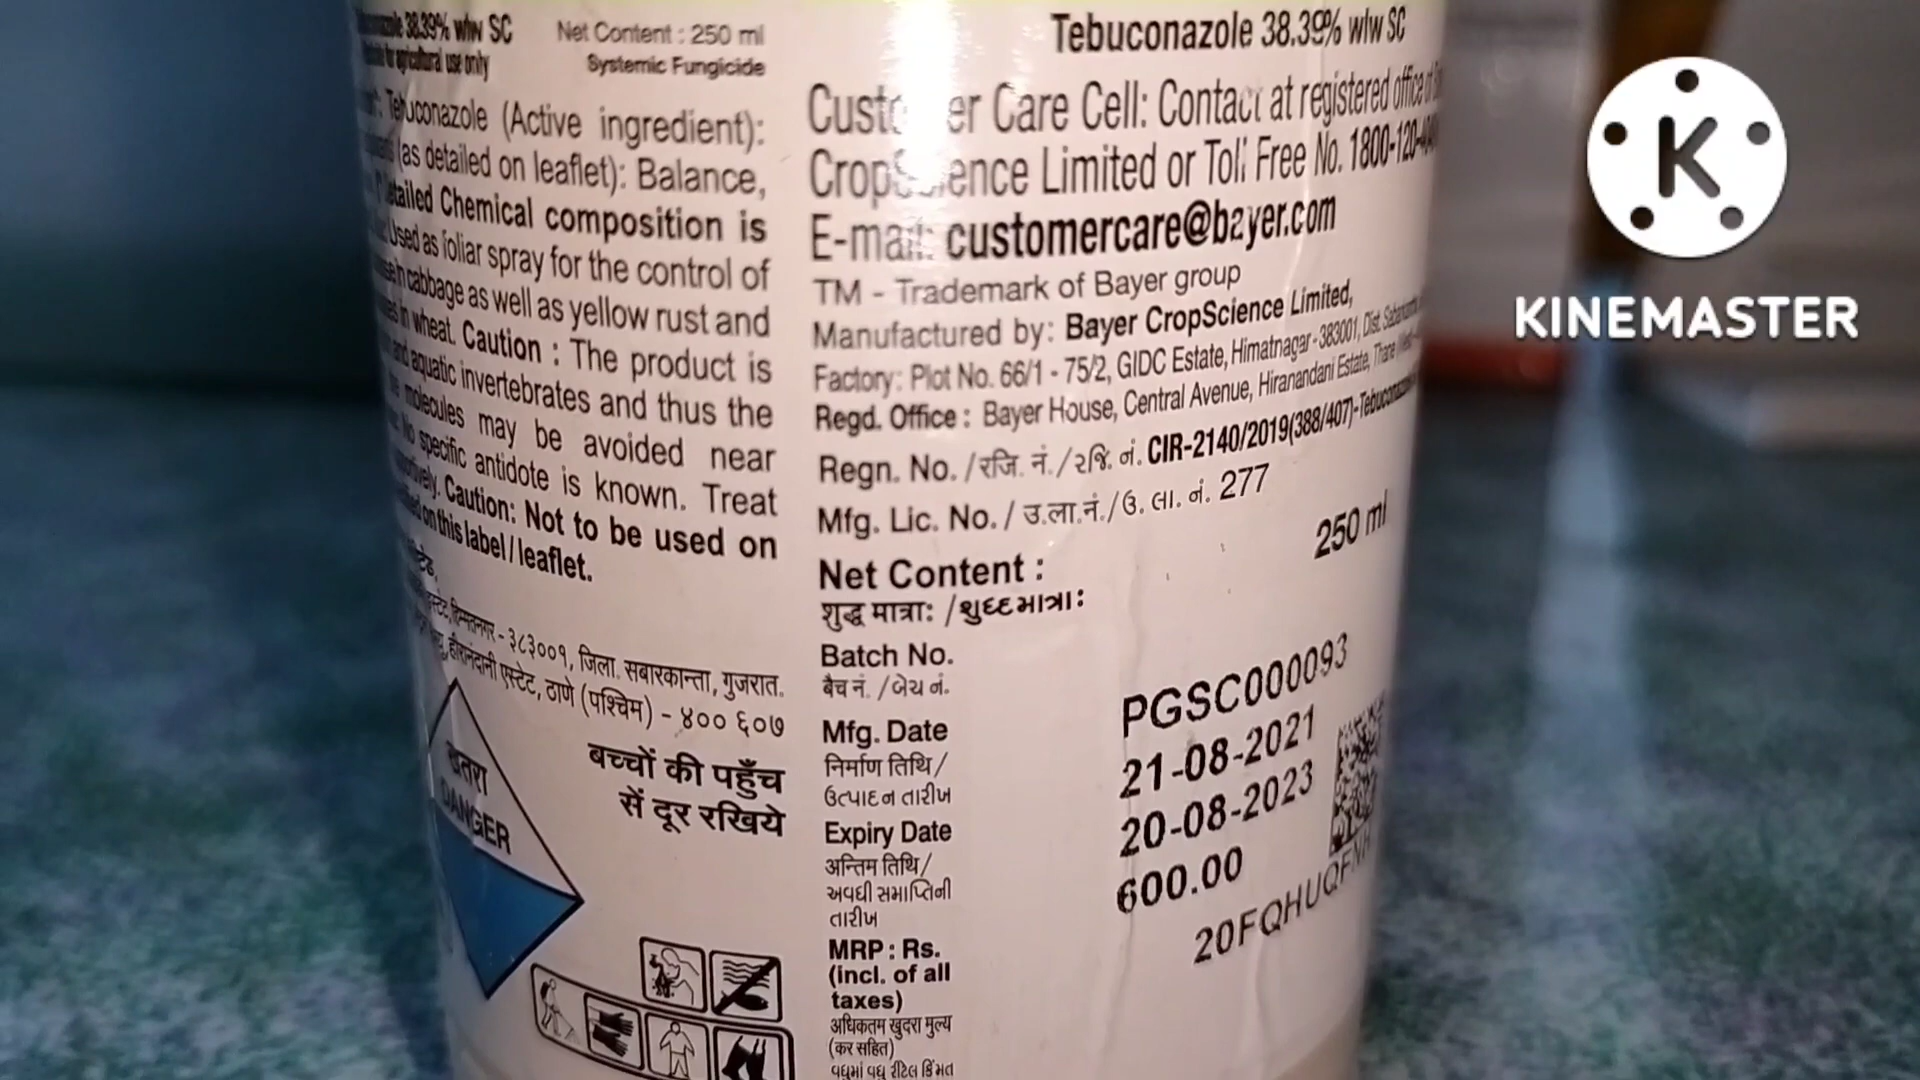 38.39% w/w SC
Net Content : 250 ml
agricultural use only
Systemic Fungicide
Tebuconazole (Active ingredient):
(as detailed on leaflet): Balance,
Detailed Chemical composition is
Used as foliar spray for the control of
in cabbage as well as yellow rust and
in wheat. Caution : The product is
and aquatic invertebrates and thus the
molecules may be avoided near
No specific antidote is known. Treat
Caution: Not to be used on
on this label / leaflet.
हिम्मतनगर - ३८३००१, जिला. सबारकान्ता, गुजरात.
हीरानंदानी एस्टेट, ठाणे (पश्चिम) - ४०० ६०७
बच्चों की पहुँच
सें दूर रखिये
खतरा
DANGER
Tebuconazole 38.39% w/w SC
Customer Care Cell: Contact at registered office of
CropScience Limited or Toll Free No. 1800-120-
E-mail: customercare@bayer.com
TM - Trademark of Bayer group
Manufactured by: Bayer CropScience Limited,
Factory: Plot No. 66/1 - 75/2, GIDC Estate, Himatnagar - 383001, Dist.
Regd. Office : Bayer House, Central Avenue, Hiranandani Estate, Thane
Regn. No. /रजि. नं./રજિ. નં. CIR-2140/2019(388/407)-
Mfg. Lic. No. / उ.ला.नं./ઉ. લા. નં. 277
Net Content : 250 ml
शुद्ध मात्रा: /શુદ્ધ માત્રા:
Batch No. PGSC000093
बैच नं. /બેચ નં.
Mfg. Date 21-08-2021
निर्माण तिथि/
ઉત્પાદન તારીખ
Expiry Date 20-08-2023
अन्तिम तिथि/
અવધી સમાપ્તિની
તારીખ
MRP : Rs. 600.00
(incl. of all
taxes)
अधिकतम खुदरा मुल्य
(कर सहित)
વધુમાં વધુ રીટેલ કિંમત
K
KINEMASTER